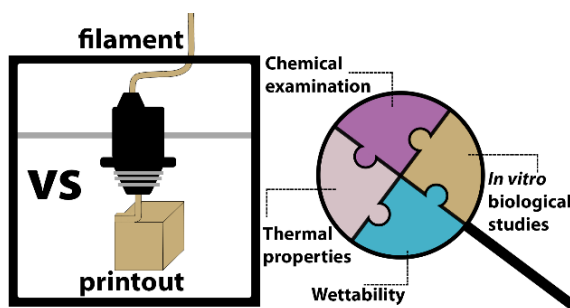 filament
VS
printout
Chemical
examination
In vitro
biological
studies
Thermal
properties
Wettability